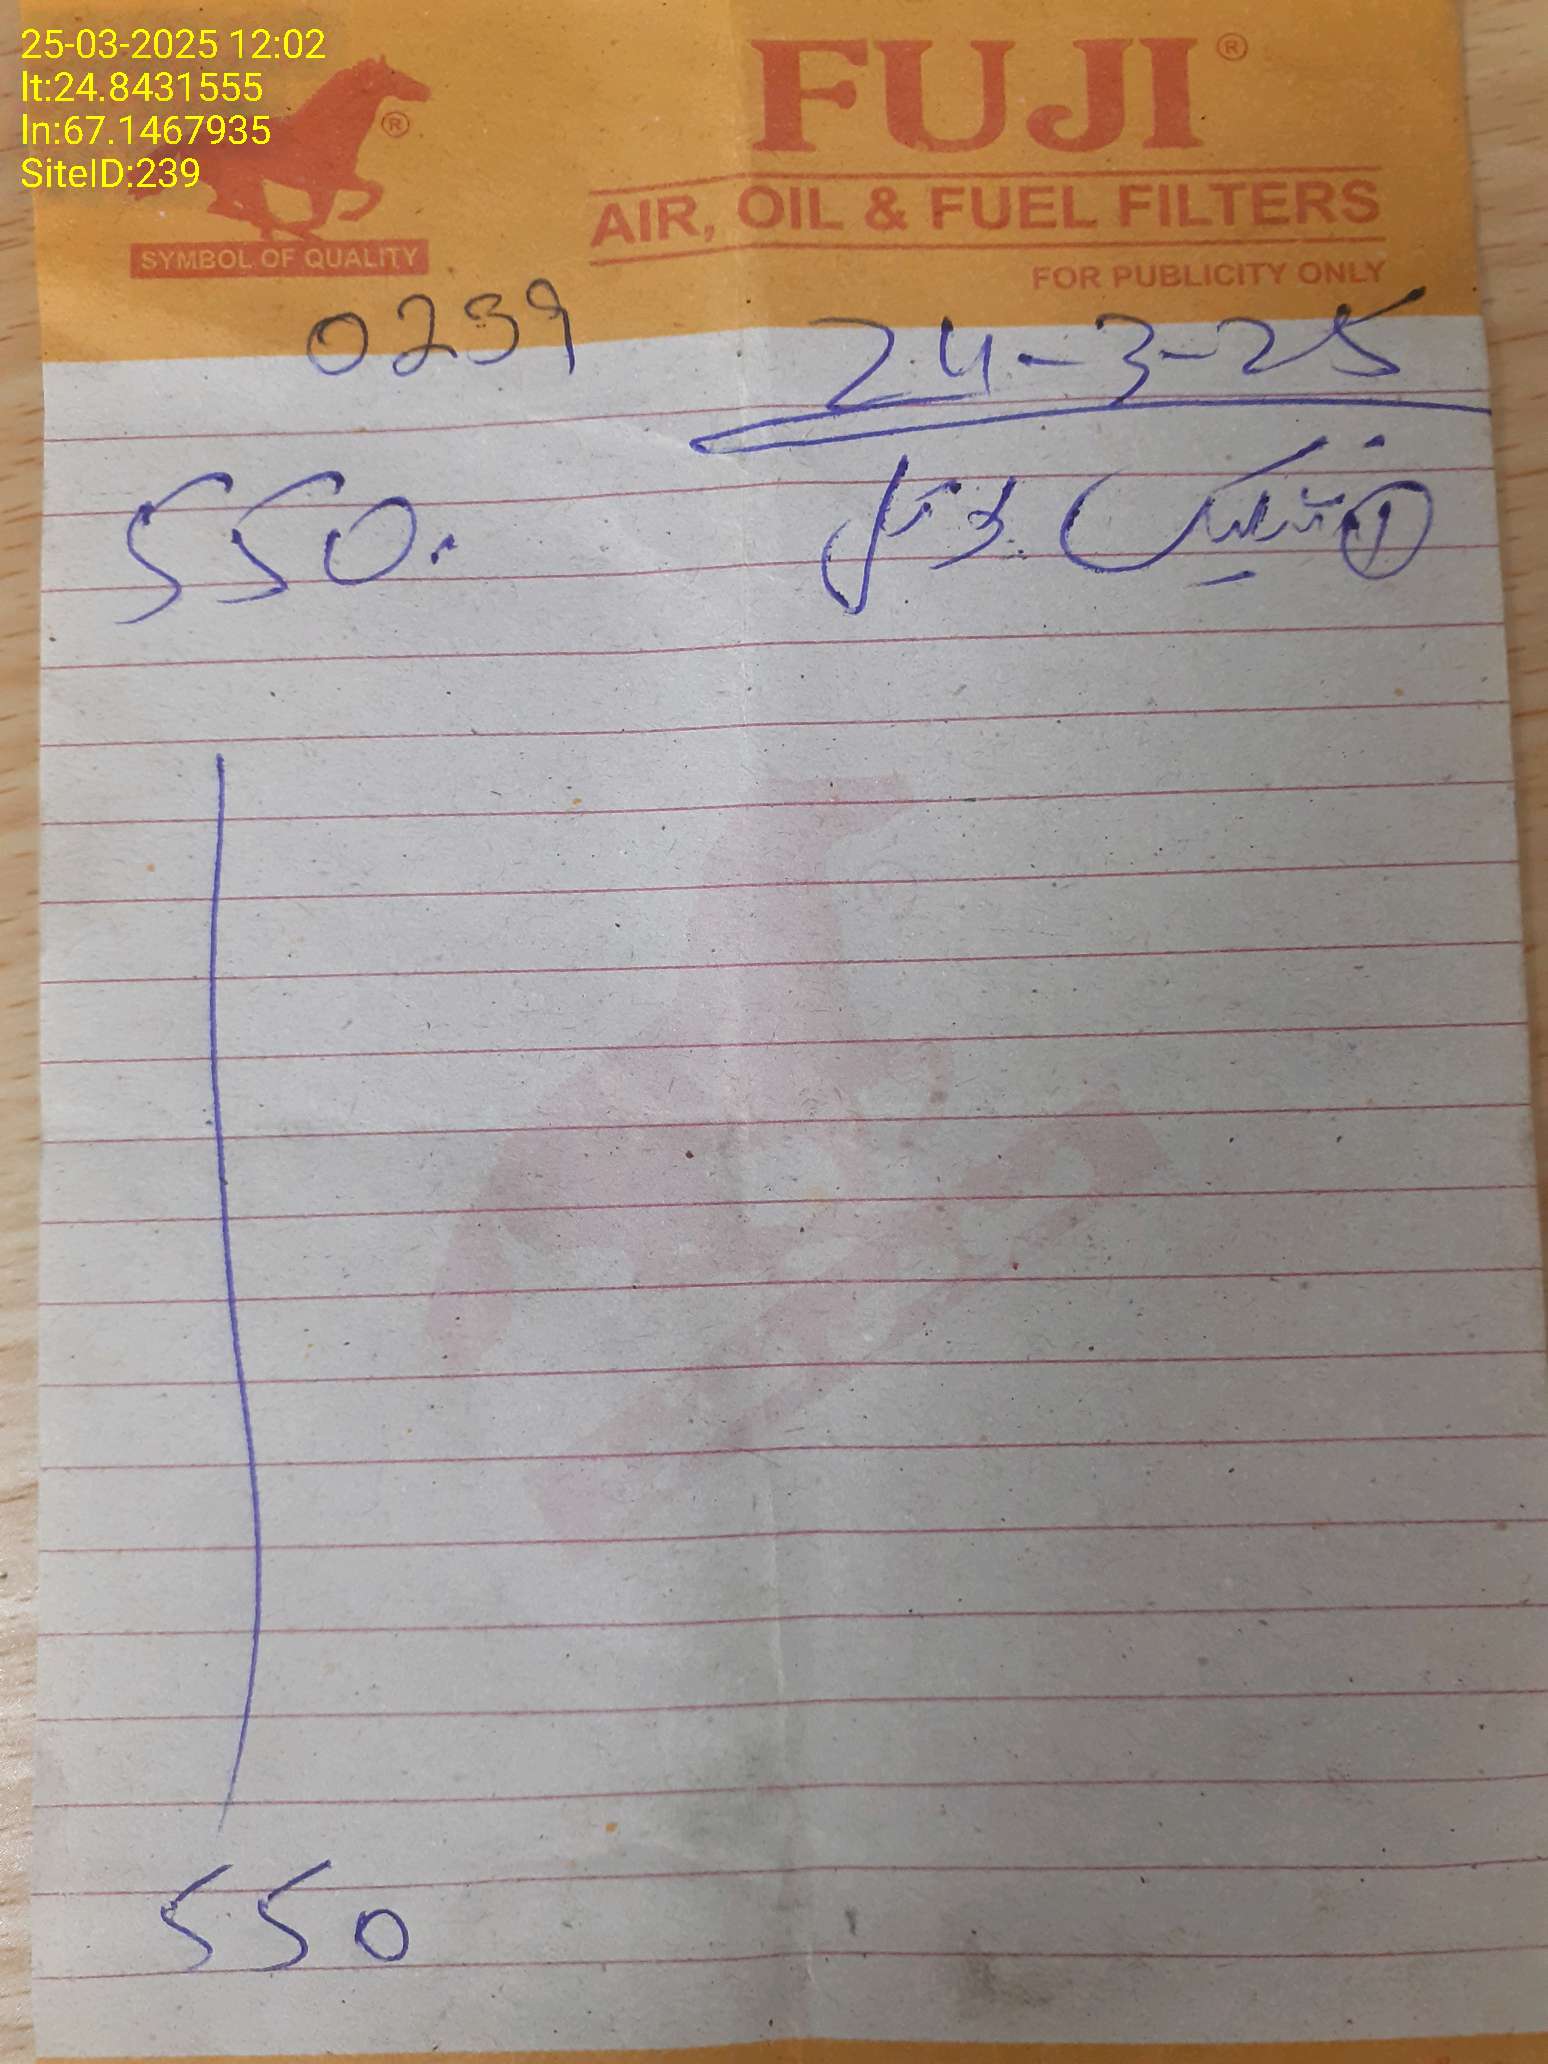 25-03-2025 12:02
lt:24.8431555
ln:67.1467935
SiteID:239
FUJI®
®
AIR, OIL & FUEL FILTERS
SYMBOL OF QUALITY
FOR PUBLICITY ONLY
0239
24-3-25
①
550.
550